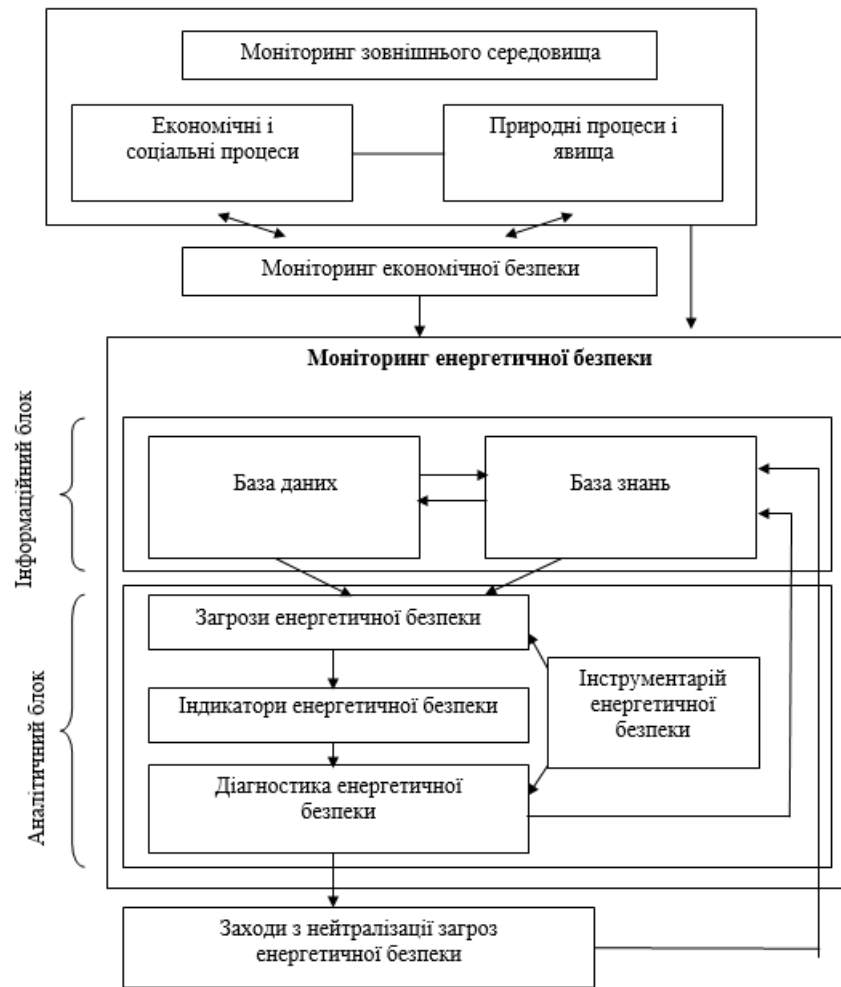 Моніторинг зовнішнього середовища
Економічні і
соціальні процеси
Природні процеси і
явища
Моніторинг економічної безпеки
Моніторинг енергетичної безпеки
Інформаційний блок
База даних
База знань
Аналітичний блок
Загрози енергетичної безпеки
Індикатори енергетичної безпеки
Діагностика енергетичної
безпеки
Інструментарій
енергетичної
безпеки
Заходи з нейтралізації загроз
енергетичної безпеки